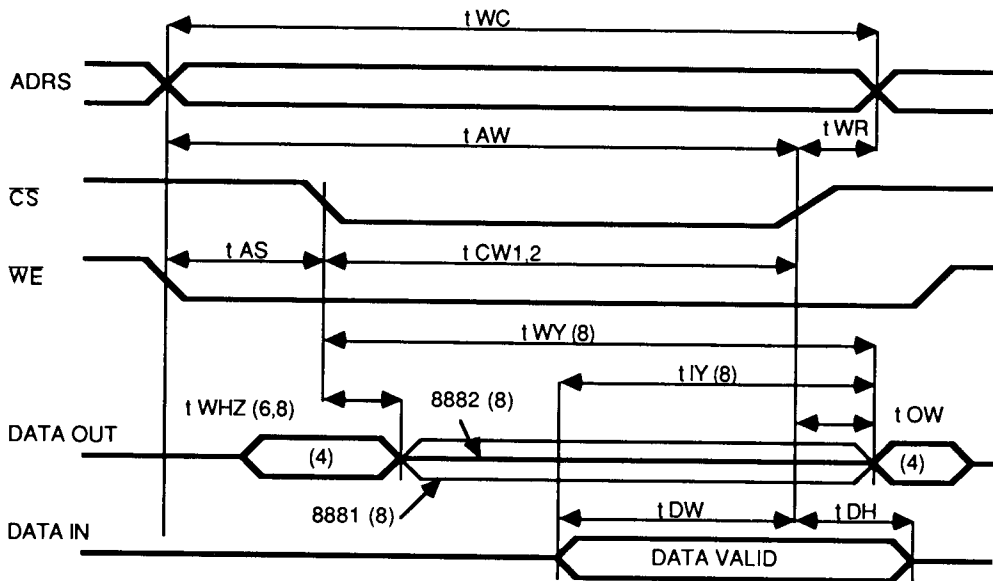 t WC
ADRS
t AW
t WR
CS
t AS
t CW1,2
WE
t WY (8)
t IY (8)
t WHZ (6,8)
8882 (8)
t OW
DATA OUT
(4)
(4)
8881 (8)
t DW
t DH
DATA IN
DATA VALID